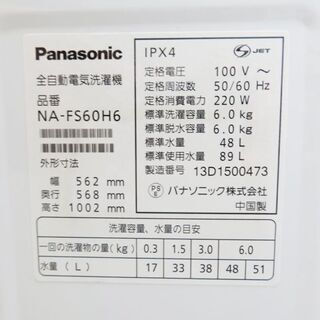 Panasonic
全自動電気洗濯機
品番
NA-FS60H6
外形寸法
幅 562 mm
奥行 568 mm
高さ 1002 mm
IPX4 JET
定格電圧 100 V ～
定格周波数 50/60 Hz
定格消費電力 220 W
標準洗濯容量 6.0 kg
標準脱水容量 6.0 kg
標準水量 48 L
標準使用水量 89 L
製造番号 13D1500473
PS E パナソニック株式会社
中国製
洗濯容量、水量の目安
一回の洗濯物の量(kg) 0.3 1.5 3.0 6.0
水量(L) 17 33 38 48 51